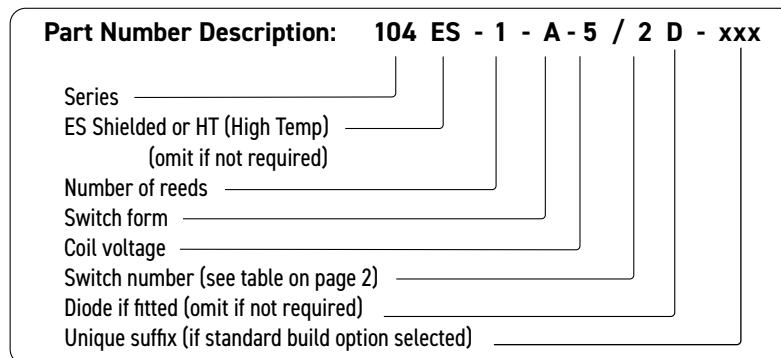 Part Number Description: 104 ES - 1 - A - 5 / 2 D - xxx
Series
ES Shielded or HT (High Temp)
(omit if not required)
Number of reeds
Switch form
Coil voltage
Switch number (see table on page 2)
Diode if fitted (omit if not required)
Unique suffix (if standard build option selected)